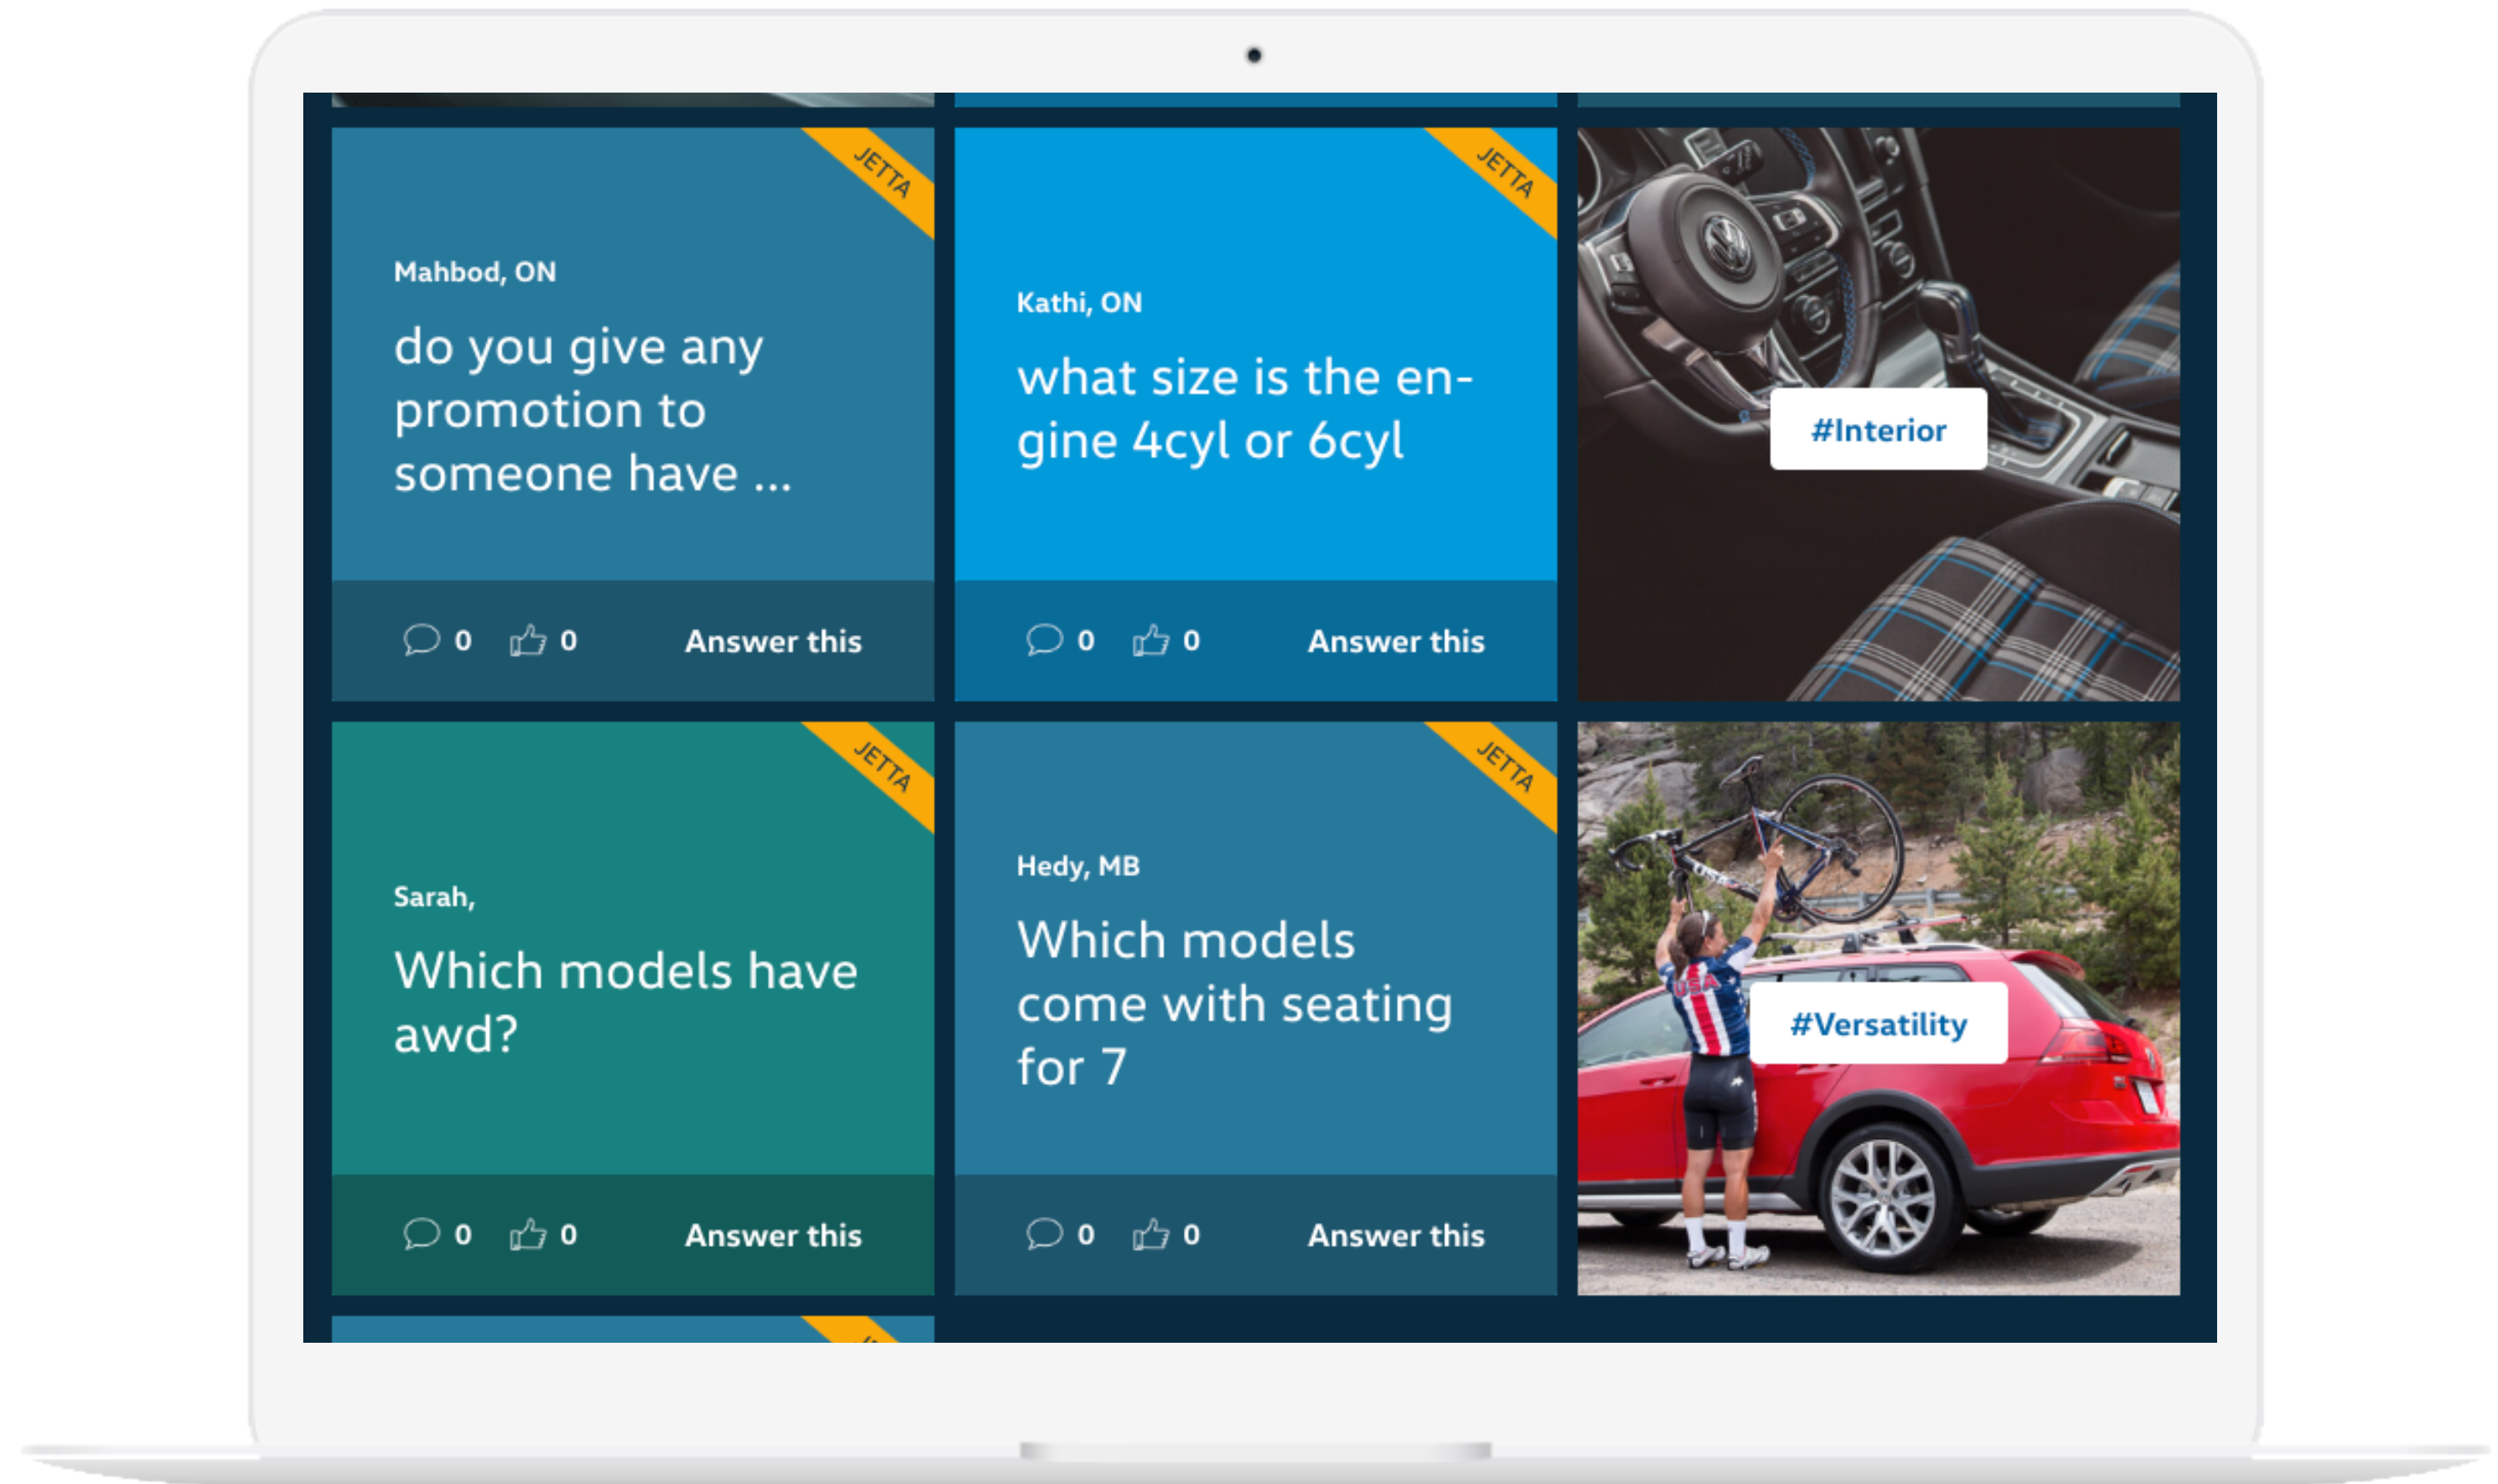 JETTA
Mahbod, ON
do you give any
promotion to
someone have ...
0 0 Answer this
JETTA
Kathi, ON
what size is the en-
gine 4cyl or 6cyl
0 0 Answer this
#Interior
JETTA
Sarah,
Which models have
awd?
0 0 Answer this
JETTA
Hedy, MB
Which models
come with seating
for 7
0 0 Answer this
USA
USA
#Versatility